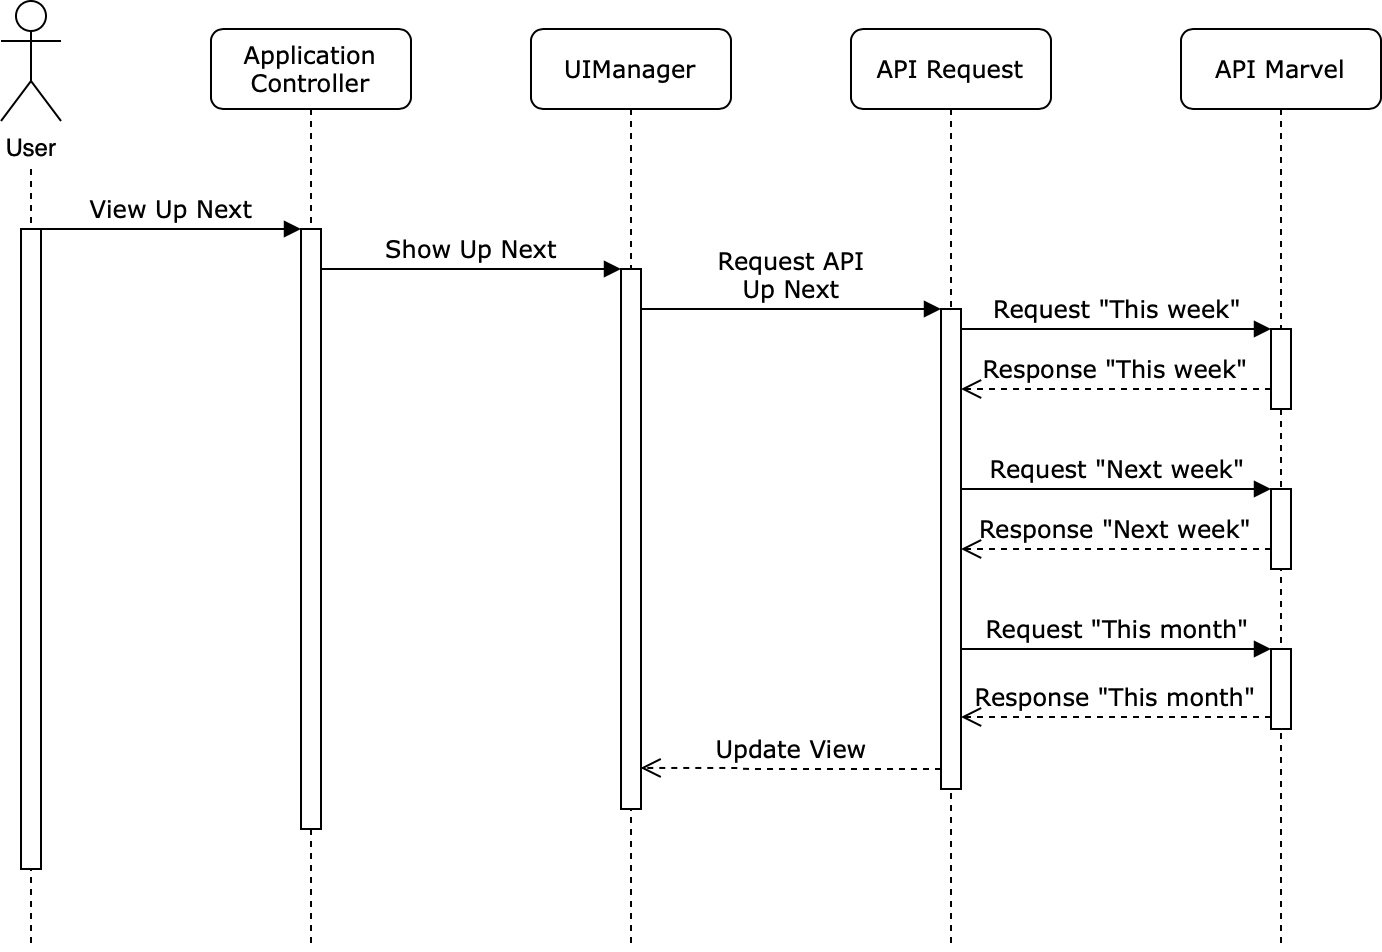 Application
Controller
UIManager
API Request
API Marvel
User
View Up Next
Show Up Next
Request API
Up Next
Request "This week"
Response "This week"
Request "Next week"
Response "Next week"
Request "This month"
Response "This month"
Update View